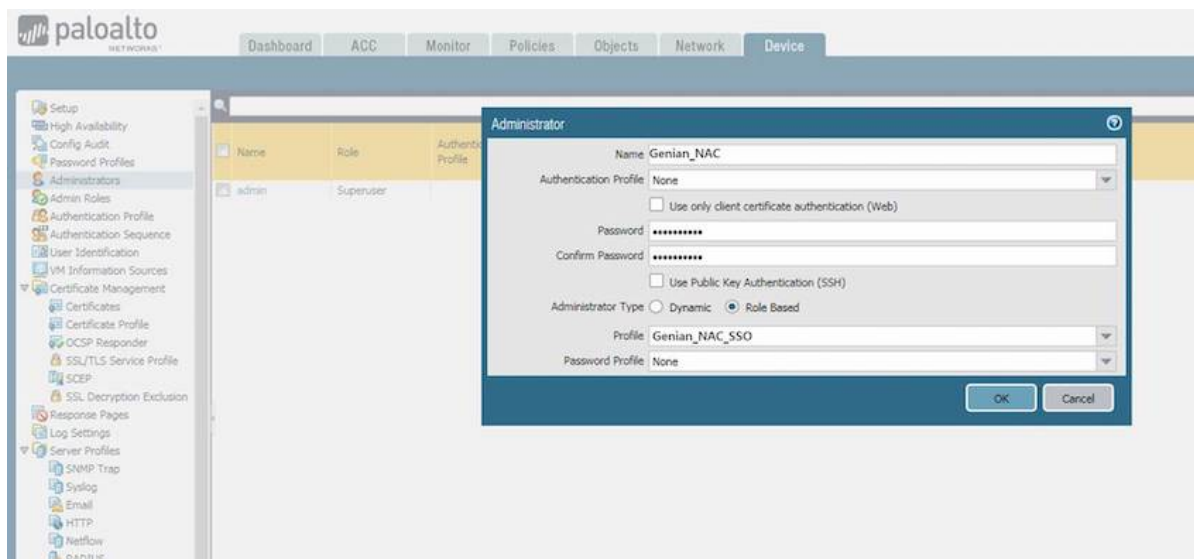 paloalto
NETWORKS
Dashboard ACC Monitor Policies Objects Network Device
Setup
High Availability
Config Audit
Password Profiles
Administrators
Admin Roles
Authentication Profile
Authentication Sequence
User Identification
VM Information Sources
Certificate Management
Certificates
Certificate Profile
OCSP Responder
SSL/TLS Service Profile
SCEP
SSL Decryption Exclusion
Response Pages
Log Settings
Server Profiles
SNMP Trap
Syslog
Email
HTTP
Netflow
RADIUS
Name Role Authentic
Profile
admin Superuser
Administrator
Name Genian_NAC
Authentication Profile None
Use only client certificate authentication (Web)
Password ••••••••••
Confirm Password ••••••••••
Use Public Key Authentication (SSH)
Administrator Type Dynamic Role Based
Profile Genian_NAC_SSO
Password Profile None
OK Cancel